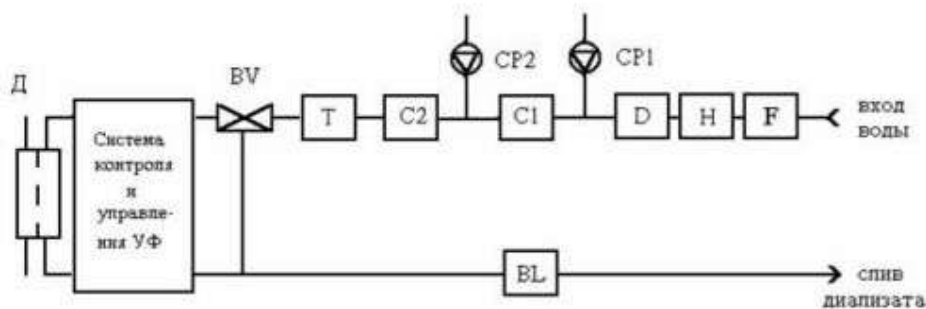 CP2
CP1
BV
Д
T
C2
C1
D
H
F
вход
воды
Система
контроля
и
управле-
ния УФ
BL
слив
диализата